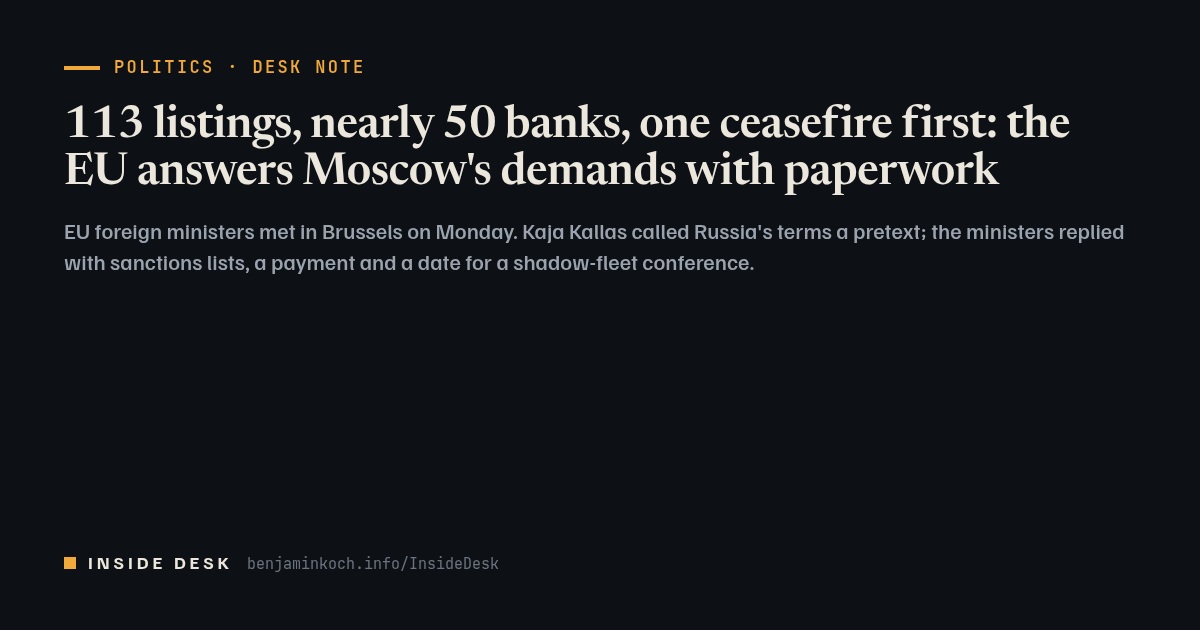 POLITICS · DESK NOTE
113 listings, nearly 50 banks, one ceasefire first: the
EU answers Moscow's demands with paperwork
EU foreign ministers met in Brussels on Monday. Kaja Kallas called Russia's terms a pretext; the ministers replied
with sanctions lists, a payment and a date for a shadow-fleet conference.
INSIDE DESK benjaminkoch.info/InsideDesk